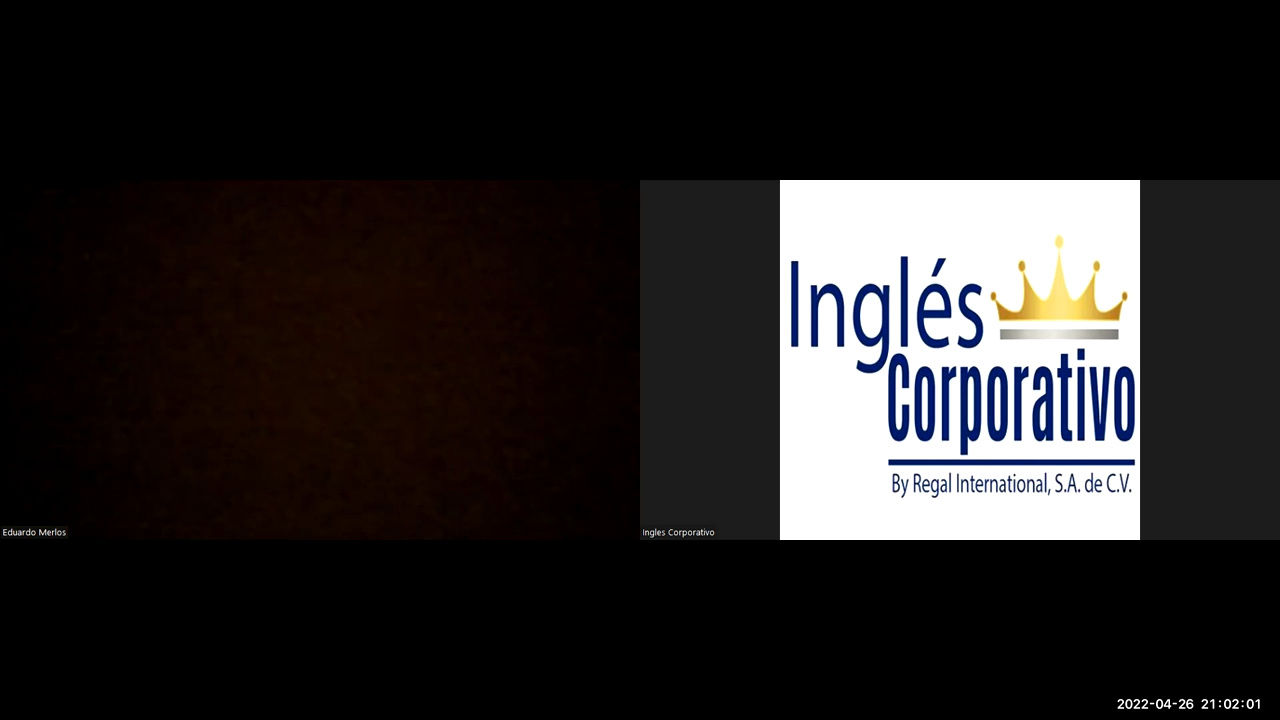 Inglés
Corporativo
By Regal International, S.A. de C.V.
Eduardo Merlos
Ingles Corporativo
2022-04-26 21:02:01